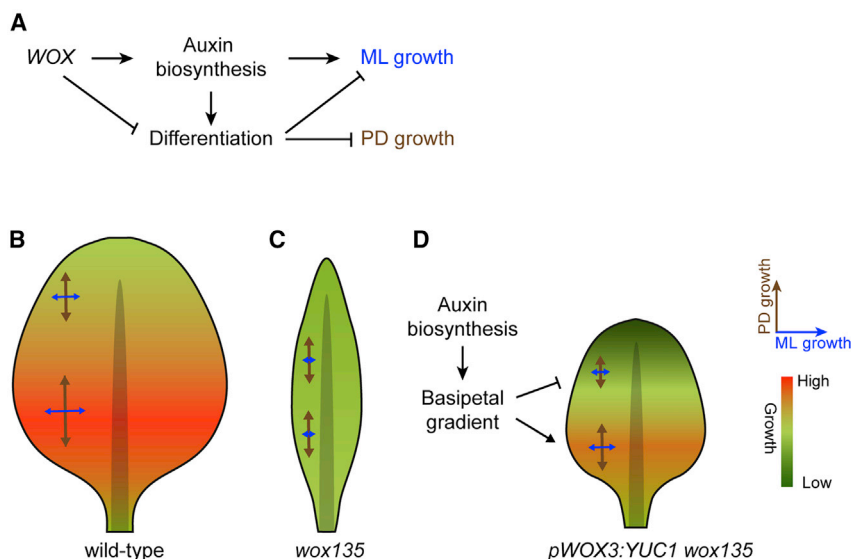 A
WOX
Auxin
biosynthesis
ML growth
Differentiation
PD growth
B
C
D
Auxin
biosynthesis
Basipetal
gradient
PD growth
ML growth
High
Growth
Low
wild-type
wox135
pWOX3:YUC1 wox135